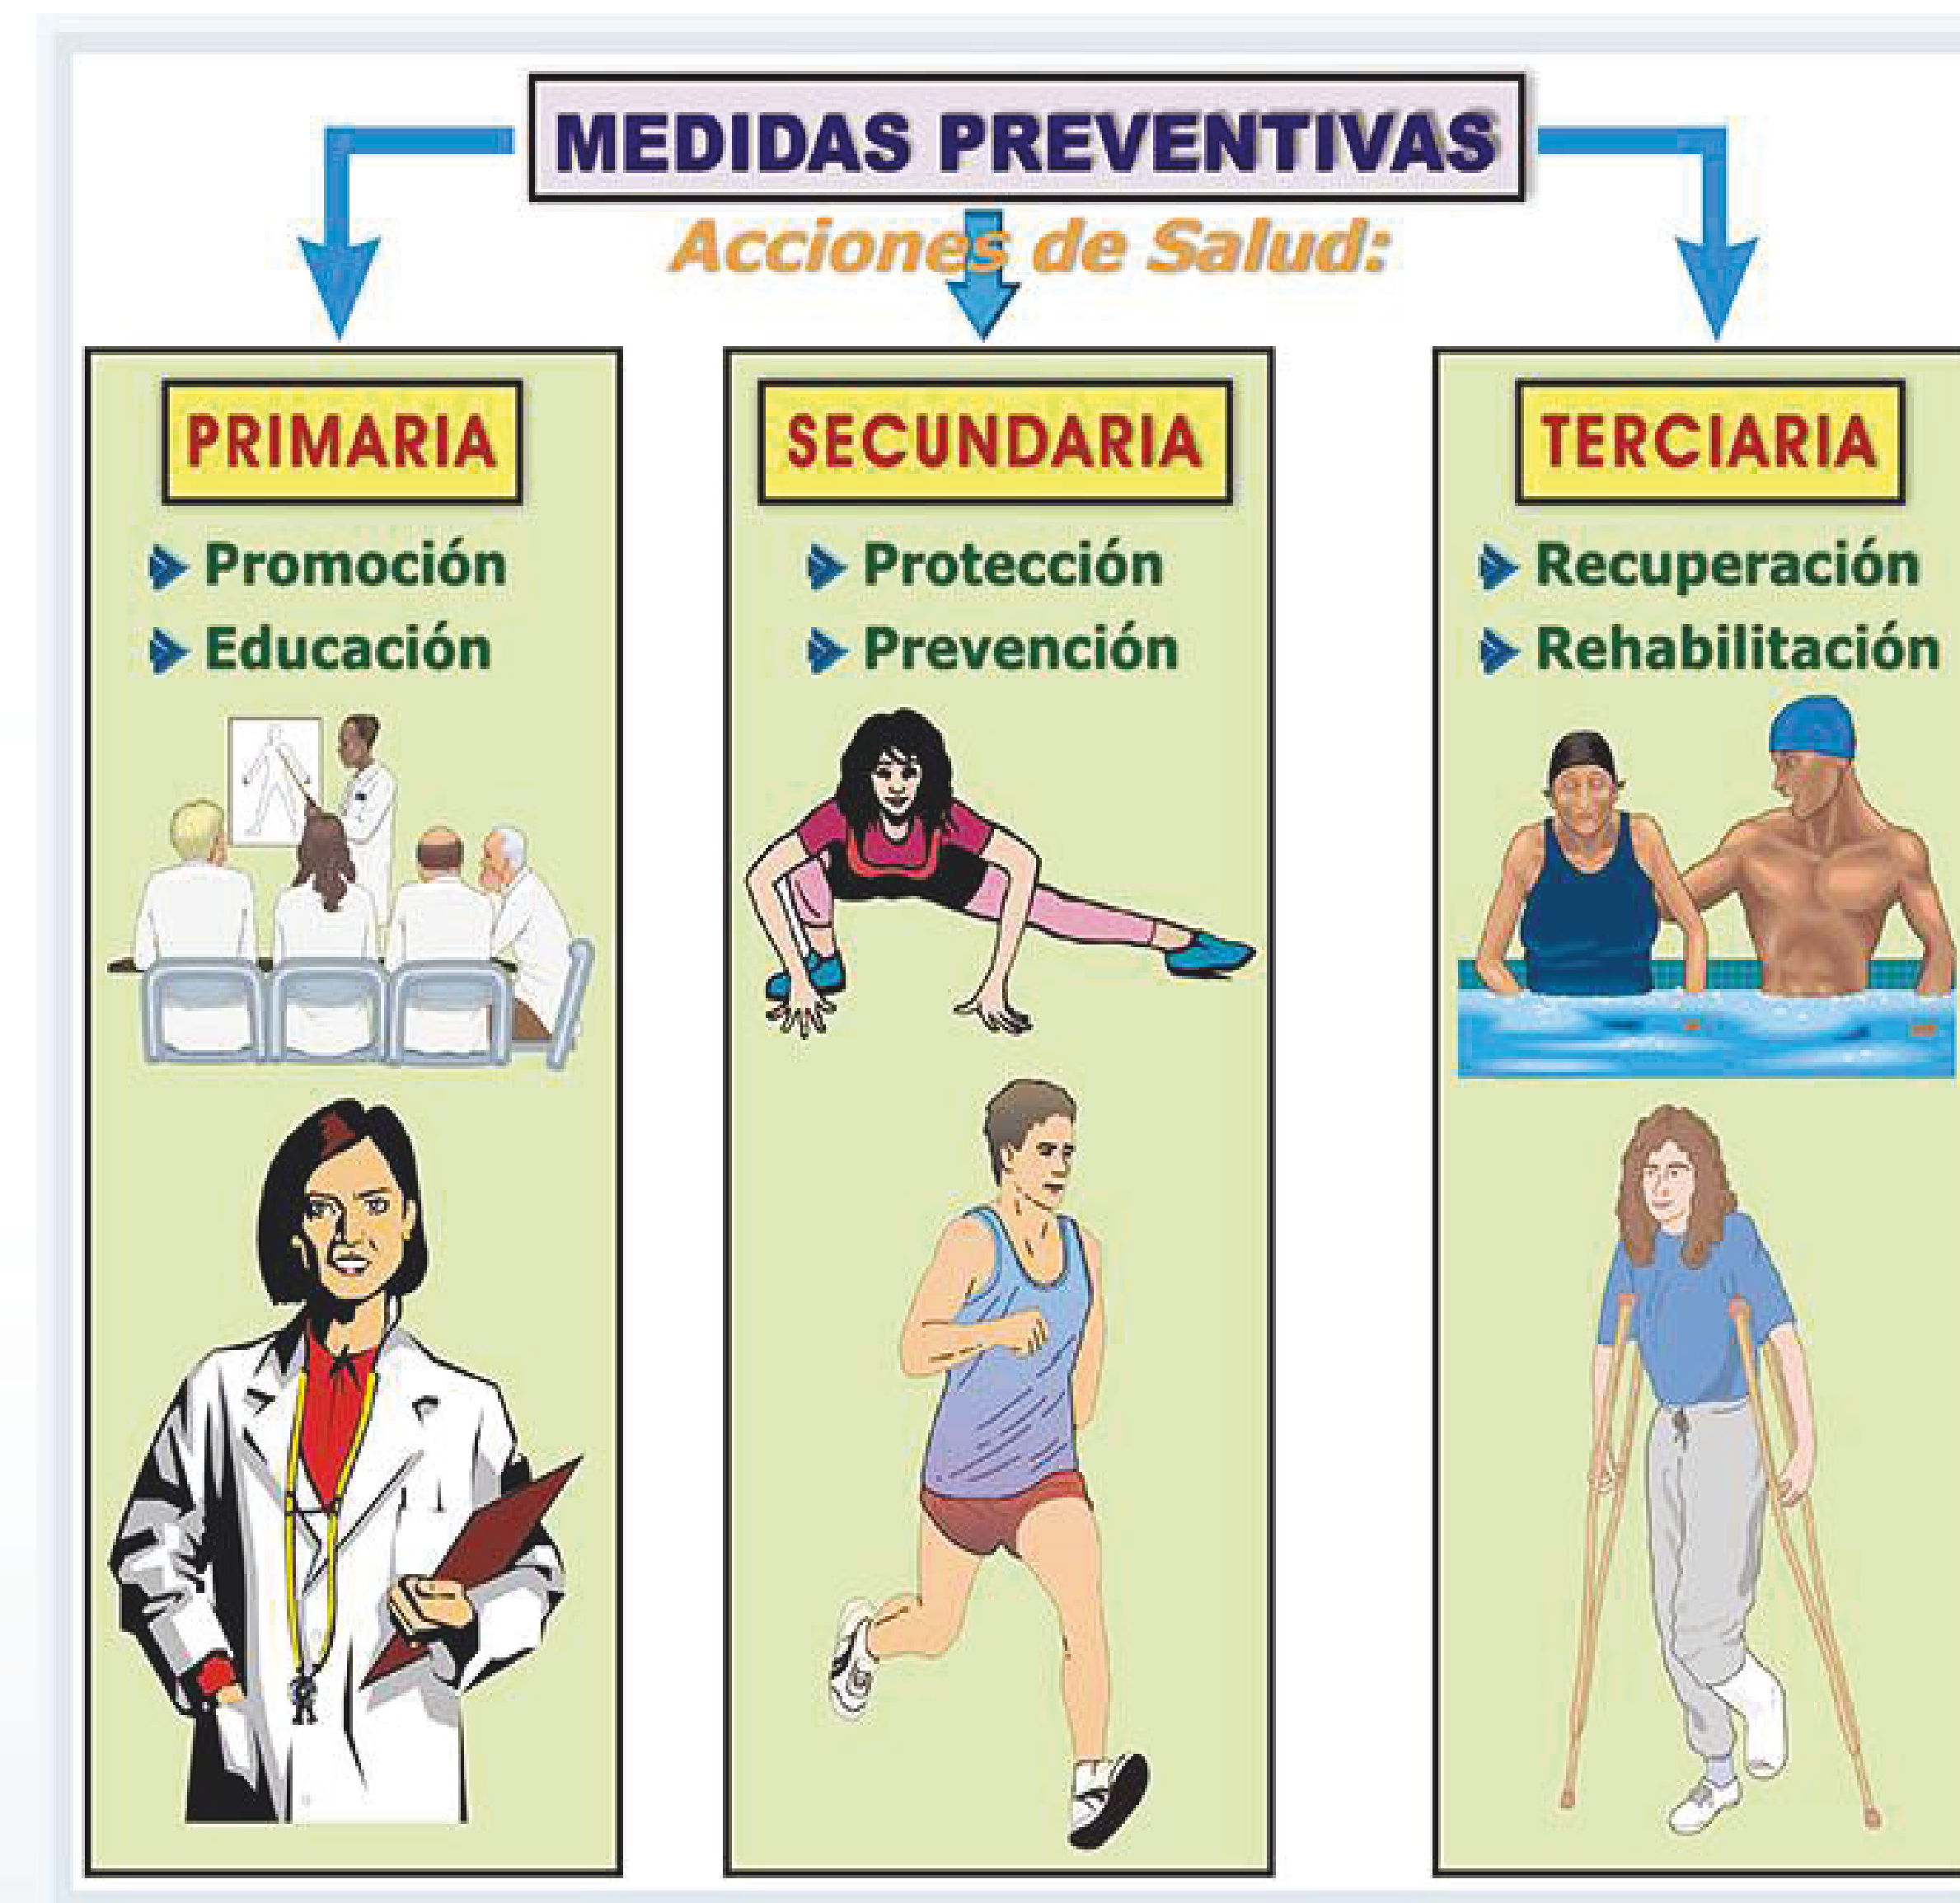 MEDIDAS PREVENTIVAS
Acciones de Salud:
PRIMARIA
Promoción
Educación
SECUNDARIA
Protección
Prevención
TERCIARIA
Recuperación
Rehabilitación